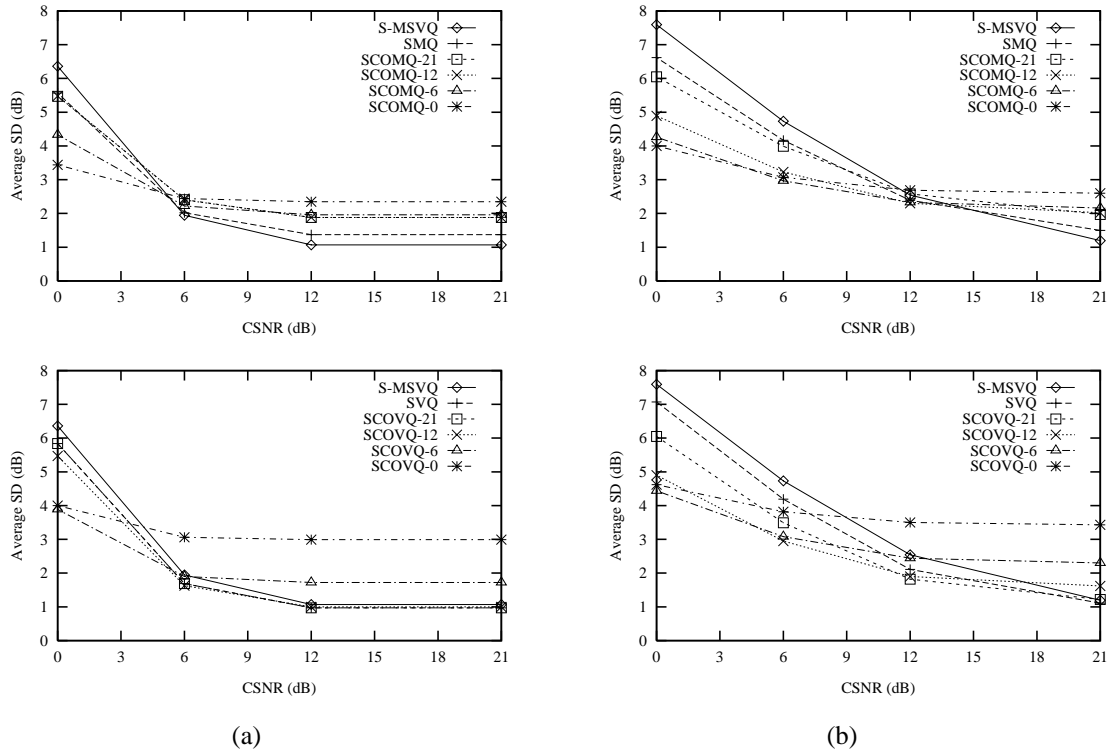 8
7
6
5
4
3
2
1
0
Average SD (dB)
0 3 6 9 12 15 18 21
CSNR (dB)
S-MSVQ
SMQ
SCOMQ-21
SCOMQ-12
SCOMQ-6
SCOMQ-0
8
7
6
5
4
3
2
1
0
Average SD (dB)
0 3 6 9 12 15 18 21
CSNR (dB)
S-MSVQ
SMQ
SCOMQ-21
SCOMQ-12
SCOMQ-6
SCOMQ-0
8
7
6
5
4
3
2
1
0
Average SD (dB)
0 3 6 9 12 15 18 21
CSNR (dB)
S-MSVQ
SVQ
SCOVQ-21
SCOVQ-12
SCOVQ-6
SCOVQ-0
8
7
6
5
4
3
2
1
0
Average SD (dB)
0 3 6 9 12 15 18 21
CSNR (dB)
S-MSVQ
SVQ
SCOVQ-21
SCOVQ-12
SCOVQ-6
SCOVQ-0
(a)
(b)